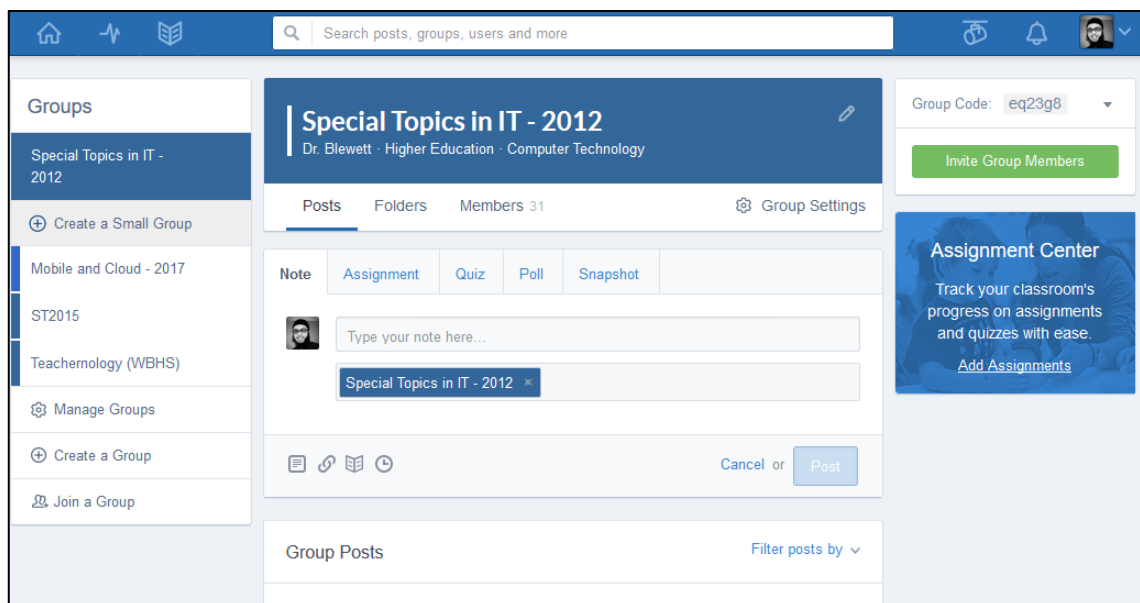 Search posts, groups, users and more
Groups
Special Topics in IT -
2012
Create a Small Group
Mobile and Cloud - 2017
ST2015
Teachernology (WBHS)
Manage Groups
Create a Group
Join a Group
Special Topics in IT - 2012
Dr. Blewett · Higher Education · Computer Technology
Posts Folders Members 31 Group Settings
Note Assignment Quiz Poll Snapshot
Type your note here...
Special Topics in IT - 2012 ×
Cancel or Post
Group Posts Filter posts by
Group Code: eq23g8
Invite Group Members
Assignment Center
Track your classroom's
progress on assignments
and quizzes with ease.
Add Assignments